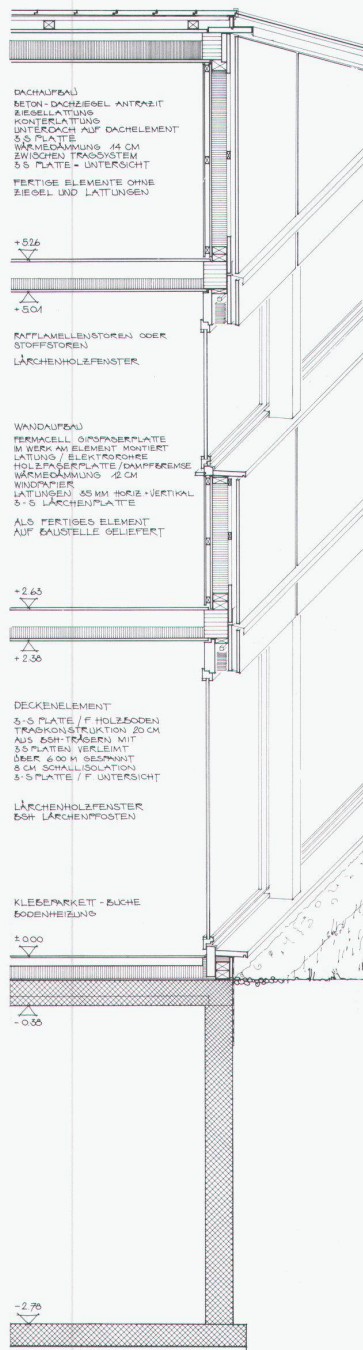 DACHAUFBAU
BETON-DACHZIEGEL ANTRAZIT
ZIEGELLATTUNG
KONTERLATTUNG
UNTERDACH AUF DACHELEMENT
3 S PLATTE
WÄRMEDÄMMUNG 14 CM
ZWISCHEN TRAGSYSTEM
3 S PLATTE = UNTERSICHT
FERTIGE ELEMENTE OHNE
ZIEGEL UND LATTUNGEN
+5.26
+5.01
RAFFLAMELLENSTOREN ODER
STOFFSTOREN
LÄRCHENHOLZFENSTER
WANDAUFBAU
FERMACELL GIPSFASERPLATTE
IM WERK AM ELEMENT MONTIERT
LATTUNG / ELEKTROROHRE
HOLZFASERPLATTE / DAMPFBREMSE
WÄRMEDÄMMUNG 12 CM
WINDPAPIER
LATTUNGEN 35 MM HORIZ + VERTIKAL
3-S LÄRCHENPLATTE
ALS FERTIGES ELEMENT
AUF BAUSTELLE GELIEFERT
+2.63
+2.38
DECKENELEMENT
3-S PLATTE / F HOLZBODEN
TRAGKONSTRUKTION 20 CM
AUS BSH-TRÄGERN MIT
3 S PLATTEN VERLEIMT
ÜBER 6.00 M GESPANNT
8 CM SCHALLISOLATION
3-S PLATTE / F. UNTERSICHT
LÄRCHENHOLZFENSTER
BSH LÄRCHENPFOSTEN
KLEBEPARKETT - BUCHE
BODENHEIZUNG
± 0.00
- 0.38
- 2.78